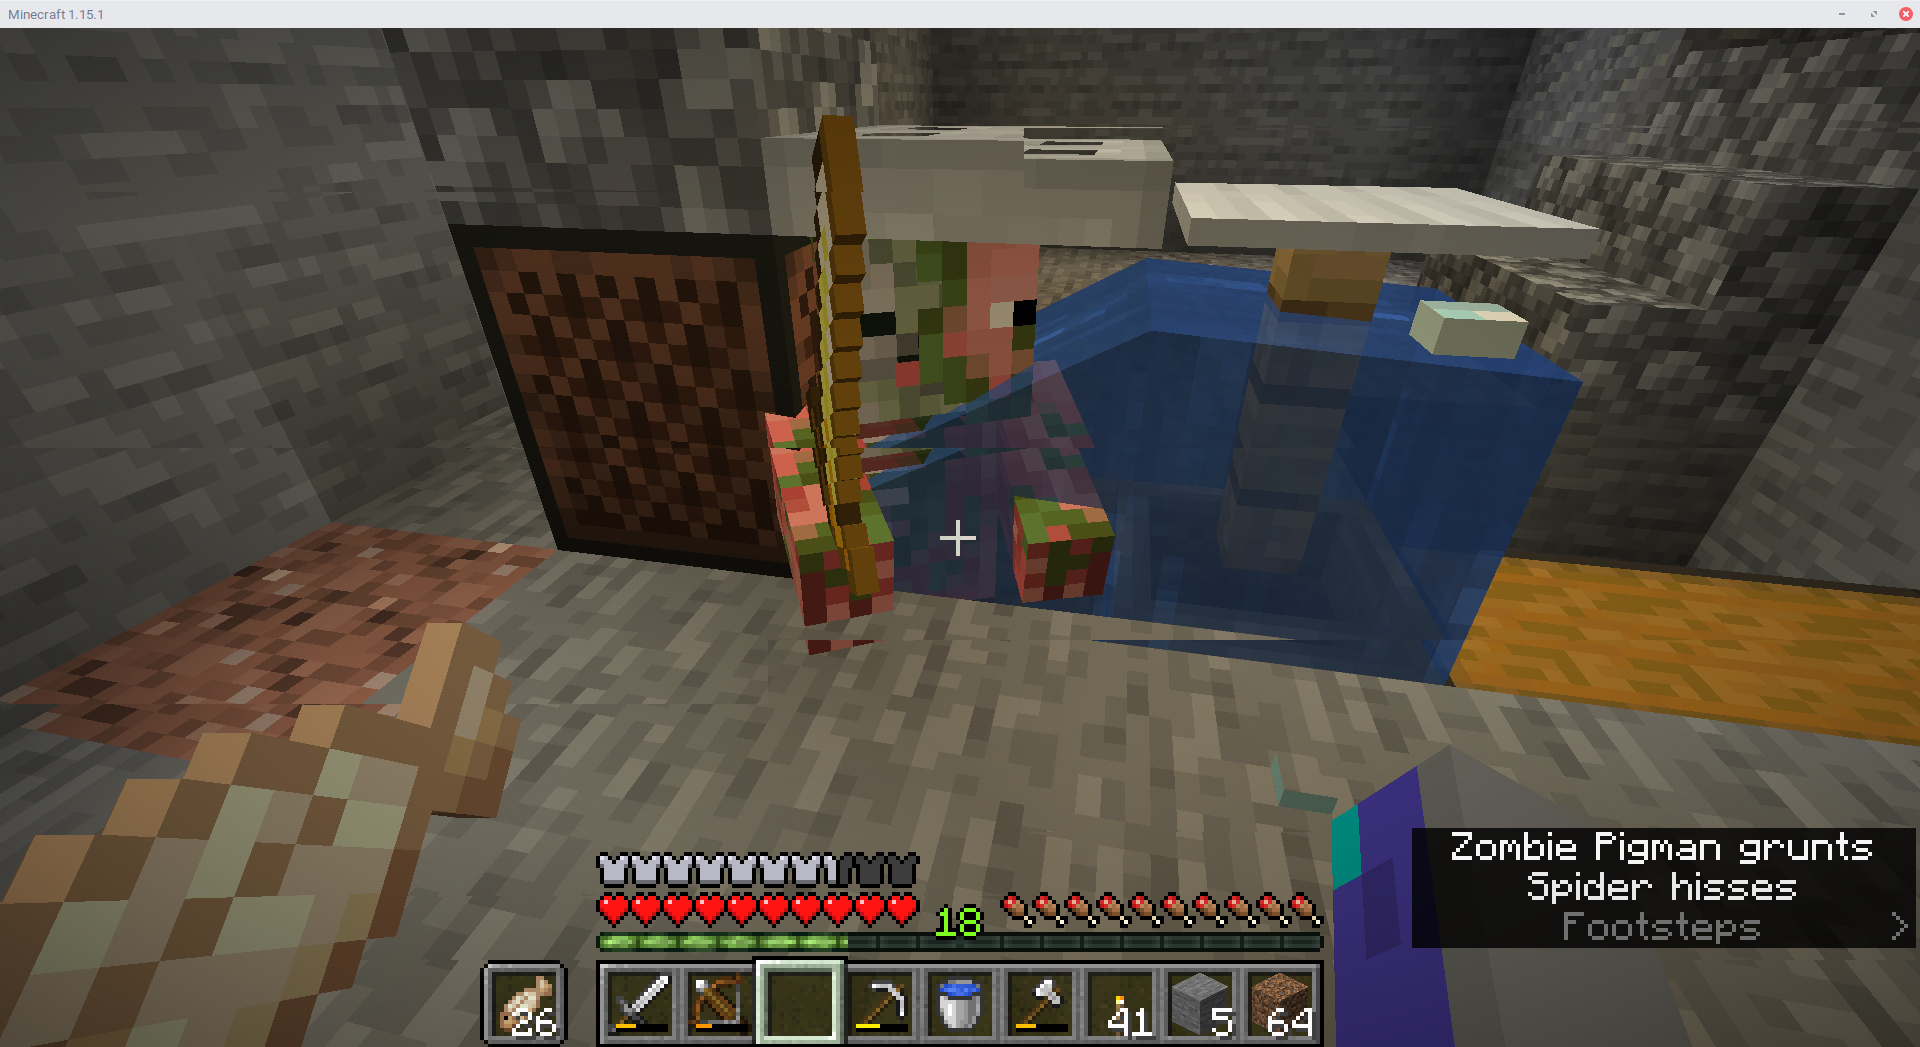 Minecraft 1.15.1
Zombie Pigman grunts
Spider hisses
Footsteps >
18
26 41 5 64